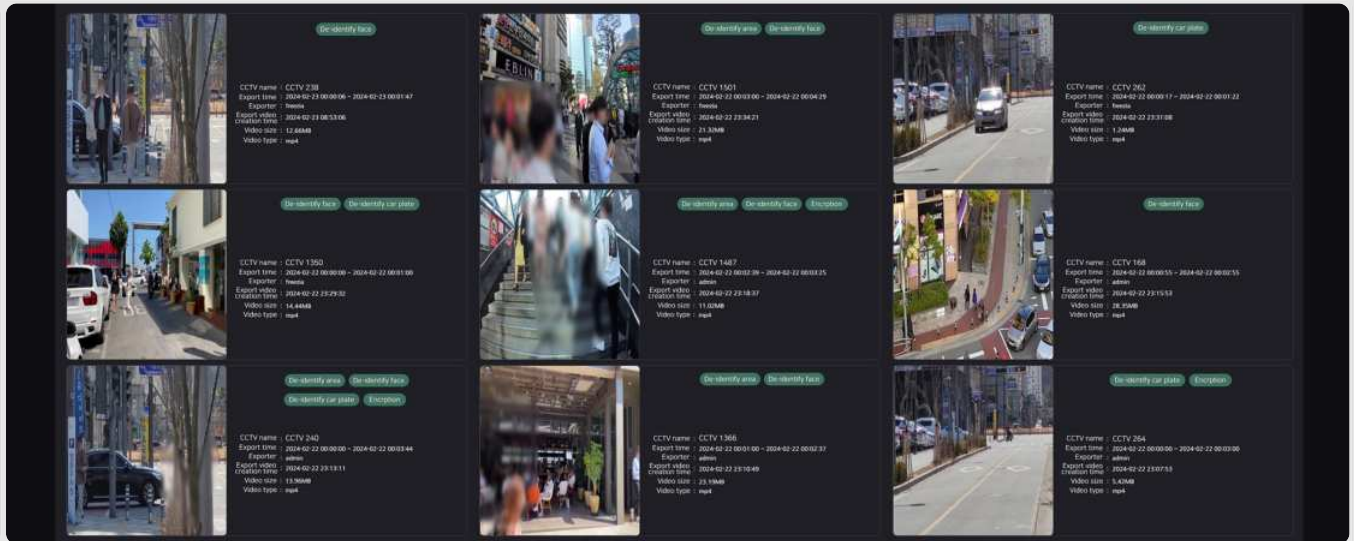 De-identify face
CCTV name : CCTV 238
Export time : 2024-02-23 00:00:06 ~ 2024-02-23 00:01:47
Exporter : freezia
Export video creation time : 2024-02-23 08:53:06
Video size : 12.66MB
Video type : mp4
EBLIN
De-identify area De-identify face
CCTV name : CCTV 1501
Export time : 2024-02-22 00:03:00 ~ 2024-02-22 00:04:29
Exporter : freezia
Export video creation time : 2024-02-22 23:34:21
Video size : 21.32MB
Video type : mp4
De-identify car plate
CCTV name : CCTV 262
Export time : 2024-02-22 00:00:17 ~ 2024-02-22 00:01:22
Exporter : freezia
Export video creation time : 2024-02-22 23:31:08
Video size : 1.24MB
Video type : mp4
De-identify face De-identify car plate
CCTV name : CCTV 1350
Export time : 2024-02-22 00:00:00 ~ 2024-02-22 00:01:00
Exporter : freezia
Export video creation time : 2024-02-22 23:29:32
Video size : 14.44MB
Video type : mp4
De-identify area De-identify face Encrption
CCTV name : CCTV 1487
Export time : 2024-02-22 00:02:39 ~ 2024-02-22 00:03:25
Exporter : admin
Export video creation time : 2024-02-22 23:18:37
Video size : 11.02MB
Video type : mp4
De-identify face
CCTV name : CCTV 168
Export time : 2024-02-22 00:00:55 ~ 2024-02-22 00:02:55
Exporter : admin
Export video creation time : 2024-02-22 23:15:53
Video size : 28.35MB
Video type : mp4
De-identify area De-identify face
De-identify car plate Encrption
CCTV name : CCTV 240
Export time : 2024-02-22 00:00:00 ~ 2024-02-22 00:03:44
Exporter : admin
Export video creation time : 2024-02-22 23:13:11
Video size : 13.96MB
Video type : mp4
De-identify area De-identify face
CCTV name : CCTV 1366
Export time : 2024-02-22 00:01:00 ~ 2024-02-22 00:02:37
Exporter : admin
Export video creation time : 2024-02-22 23:10:49
Video size : 23.19MB
Video type : mp4
De-identify car plate Encrption
CCTV name : CCTV 264
Export time : 2024-02-22 00:00:00 ~ 2024-02-22 00:03:00
Exporter : admin
Export video creation time : 2024-02-22 23:07:53
Video size : 5.42MB
Video type : mp4